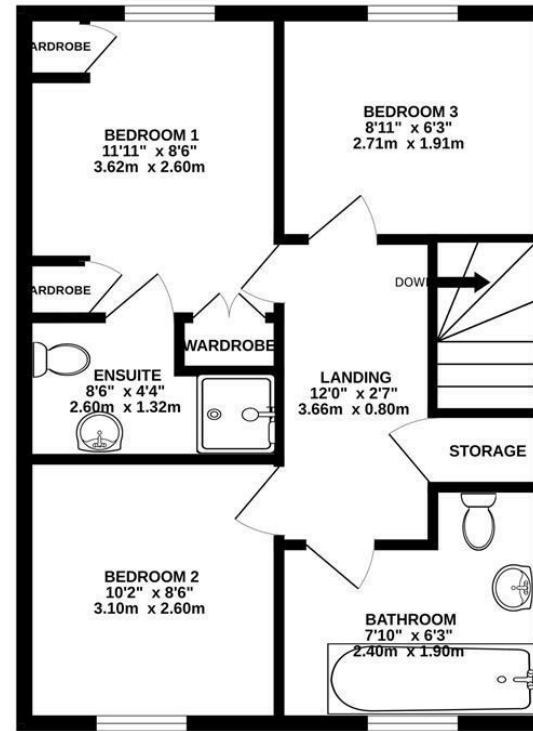 ARDROBE
BEDROOM 1
11'11" x 8'6"
3.62m x 2.60m
BEDROOM 3
8'11" x 6'3"
2.71m x 1.91m
ARDROBE
DOW
WARDROBE
ENSUITE
8'6" x 4'4"
2.60m x 1.32m
LANDING
12'0" x 2'7"
3.66m x 0.80m
STORAGE
BEDROOM 2
10'2" x 8'6"
3.10m x 2.60m
BATHROOM
7'10" x 6'3"
2.40m x 1.90m